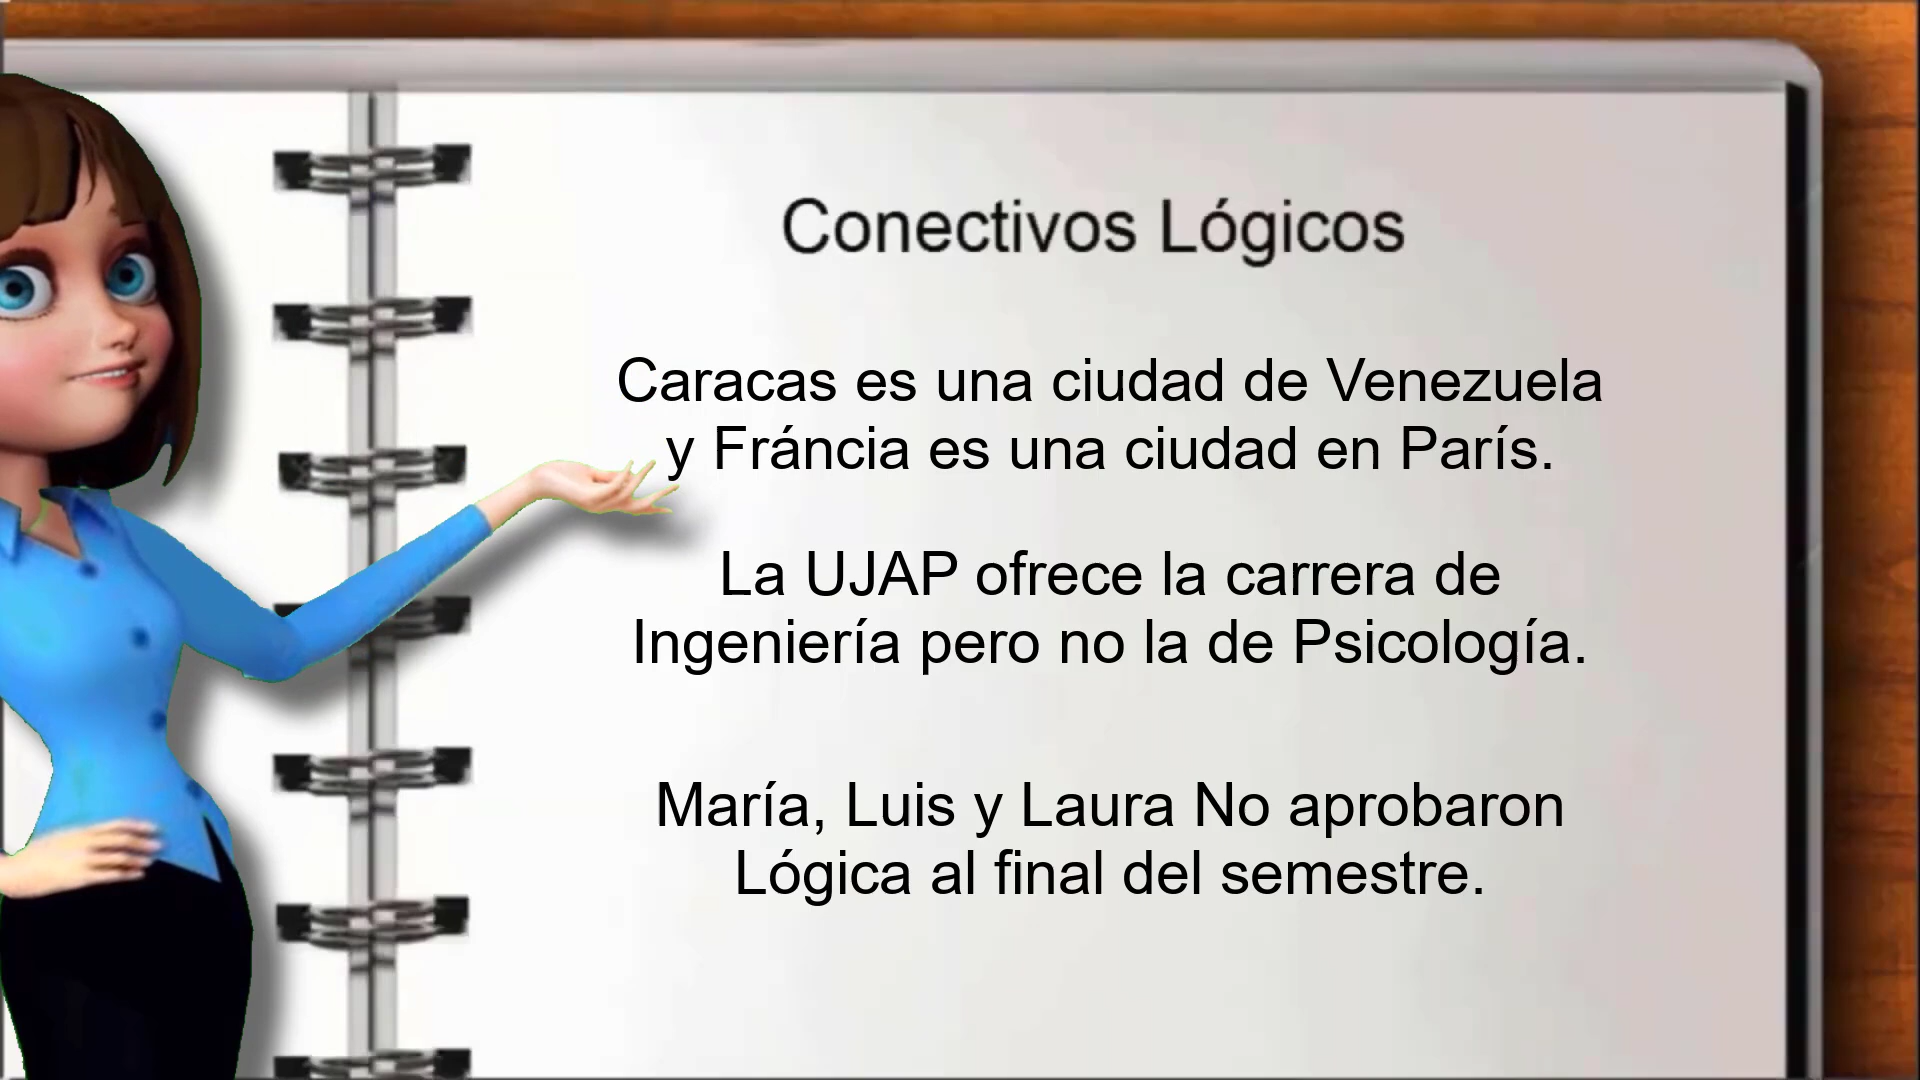 Conectivos Lógicos
Caracas es una ciudad de Venezuela
y Fráncia es una ciudad en París.
La UJAP ofrece la carrera de
Ingeniería pero no la de Psicología.
María, Luis y Laura No aprobaron
Lógica al final del semestre.